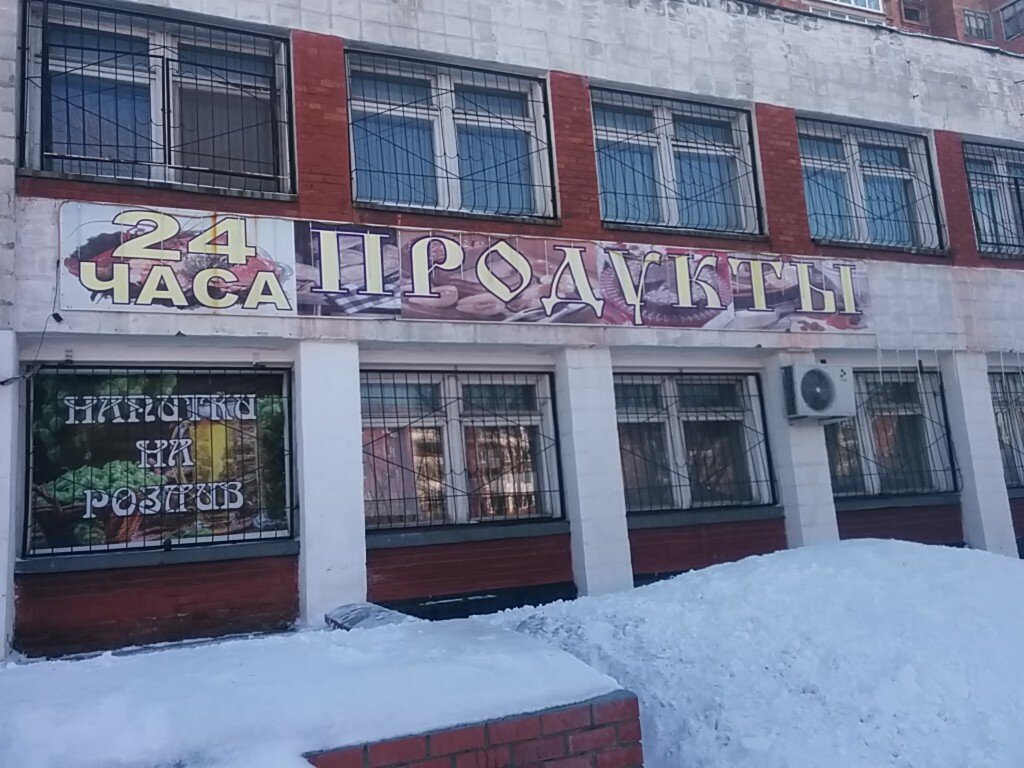 24
ЧАСА
ПРОДУКТЫ
НАПИТКИ
НА
РОЗЛИВ